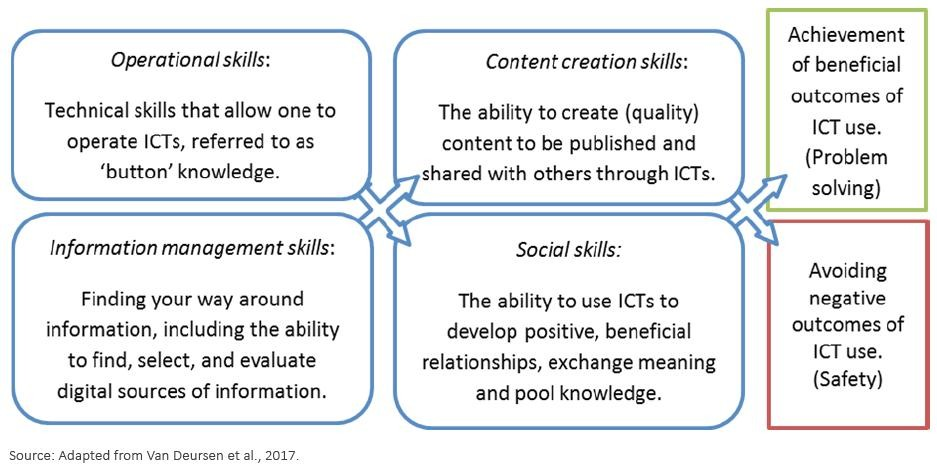 Operational skills:
Technical skills that allow one to
operate ICTs, referred to as
‘button’ knowledge.
Information management skills:
Finding your way around
information, including the ability
to find, select, and evaluate
digital sources of information.
Content creation skills:
The ability to create (quality)
content to be published and
shared with others through ICTs.
Social skills:
The ability to use ICTs to
develop positive, beneficial
relationships, exchange meaning
and pool knowledge.
Achievement
of beneficial
outcomes of
ICT use.
(Problem
solving)
Avoiding
negative
outcomes of
ICT use.
(Safety)
Source: Adapted from Van Deursen et al., 2017.